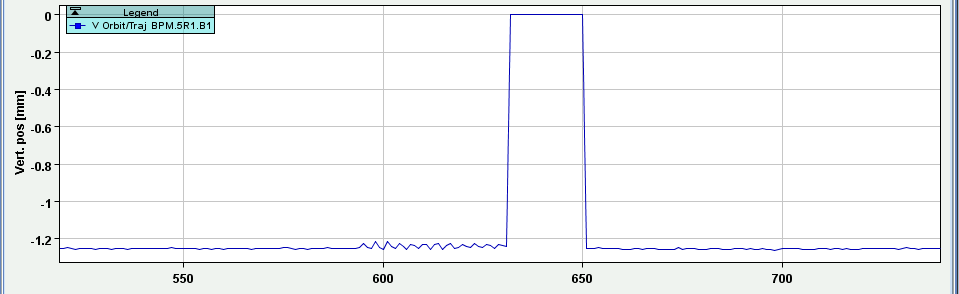 Legend
V Orbit/Traj BPM.5R1.B1
Vert. pos [mm]
0
-0.2
-0.4
-0.6
-0.8
-1
-1.2
550 600 650 700